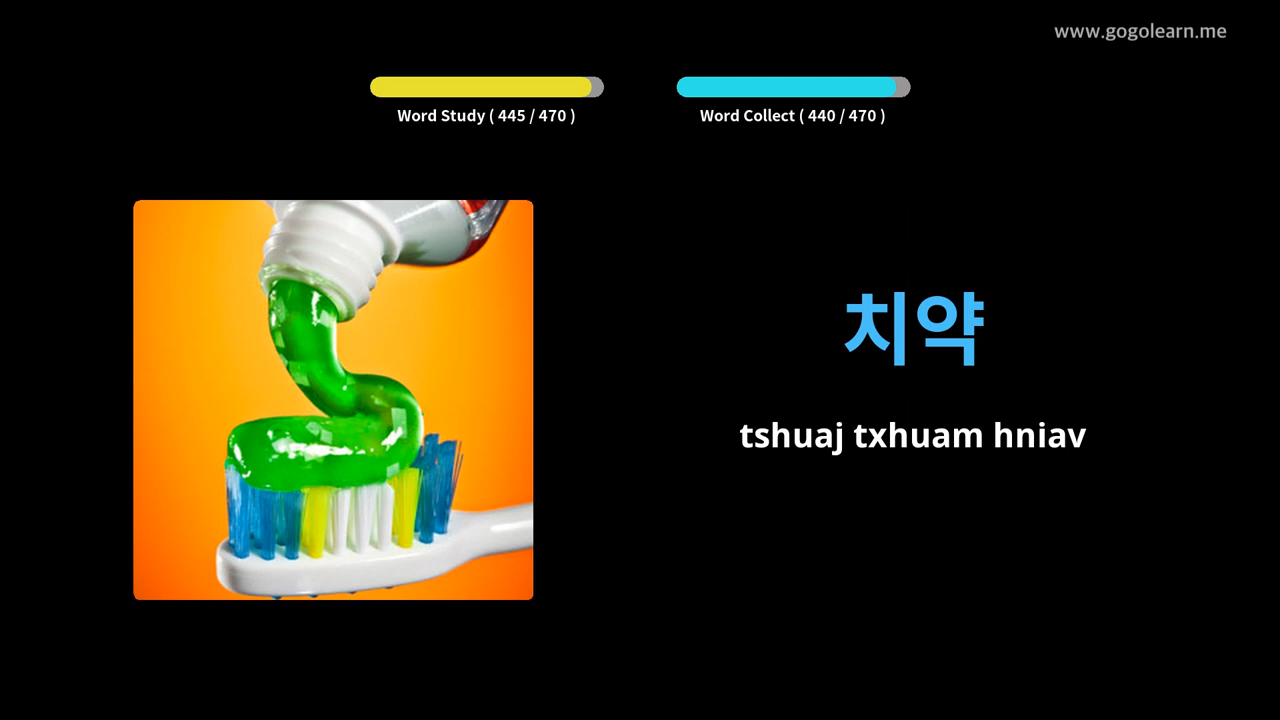 www.gogolearn.me
Word Study ( 445 / 470 )
Word Collect ( 440 / 470 )
치약
tshuaj txhuam hniav